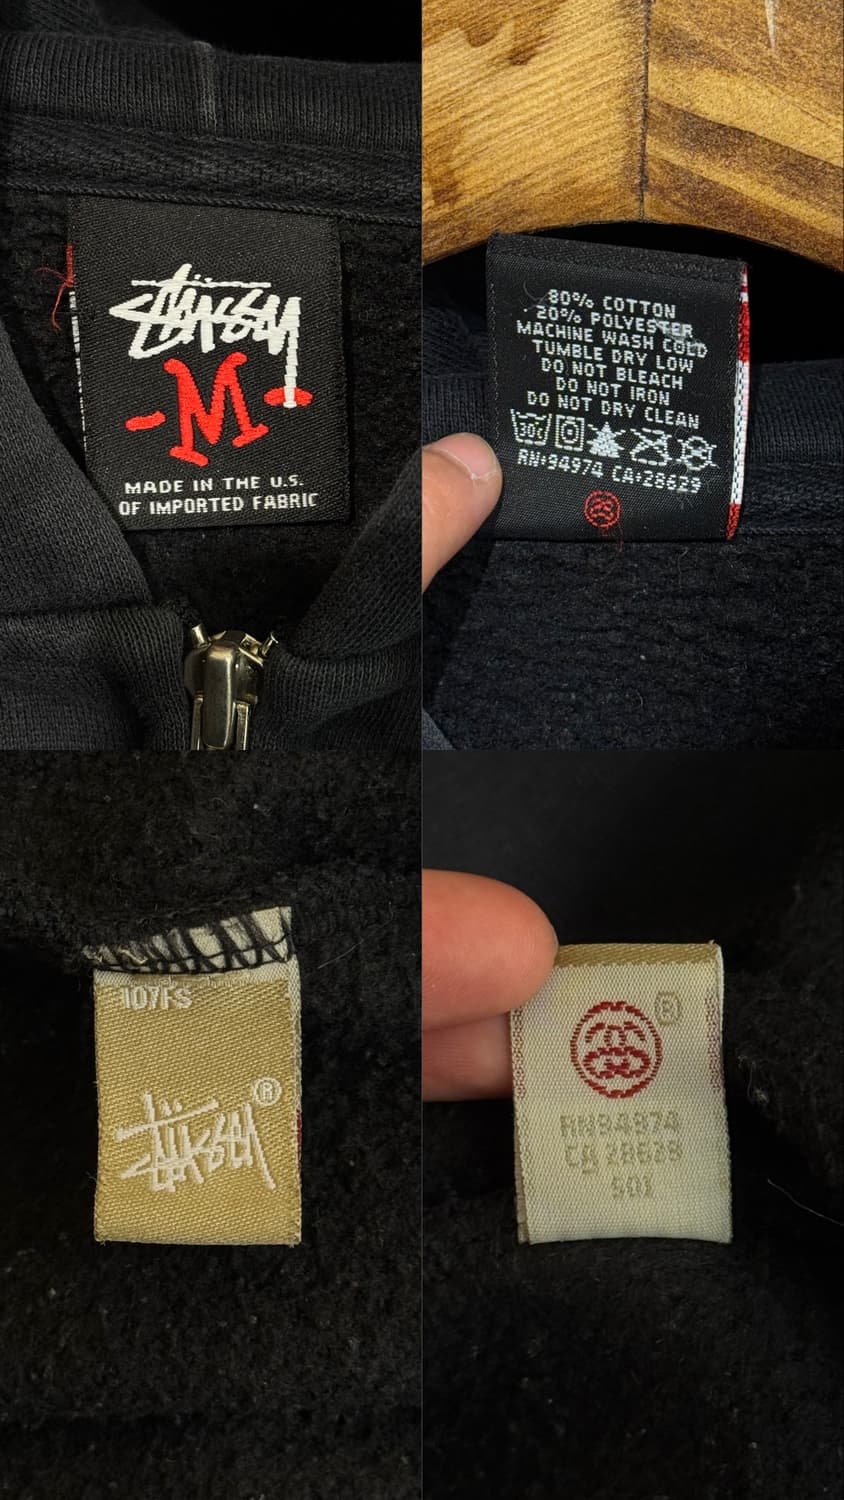 STÜSSY
-M-
MADE IN THE U.S.
OF IMPORTED FABRIC
80% COTTON
20% POLYESTER
MACHINE WASH COLD
TUMBLE DRY LOW
DO NOT BLEACH
DO NOT IRON
DO NOT DRY CLEAN
30c
RN:94974 CA:28629
107FS
STÜSSY ®
®
RN94974
CA 28629
S01